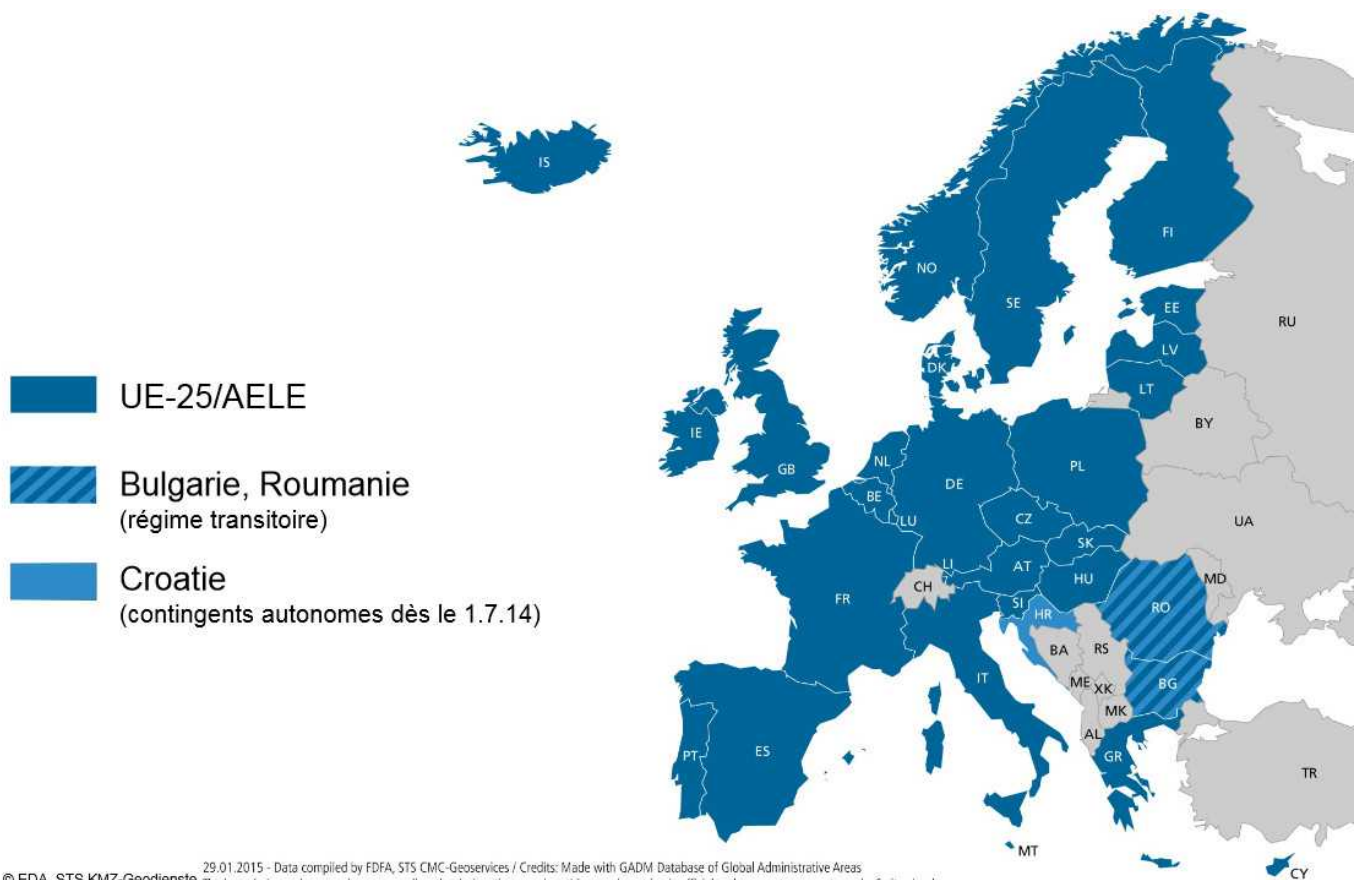 UE-25/AELE
Bulgarie, Roumanie
(régime transitoire)
Croatie
(contingents autonomes dès le 1.7.14)
IS
NO
SE
FI
EE
LV
LT
RU
BY
DK
IE
GB
NL
BE
LU
DE
PL
CZ
SK
UA
LI
AT
HU
MD
CH
FR
SI
HR
RO
BA
RS
IT
ME
XK
BG
MK
AL
PT
ES
GR
TR
MT
CY
29.01.2015 - Data compiled by FDFA, STS CMC-Geoservices / Credits: Made with GADM Database of Global Administrative Areas
© EDA, STS KMZ-Geodienste